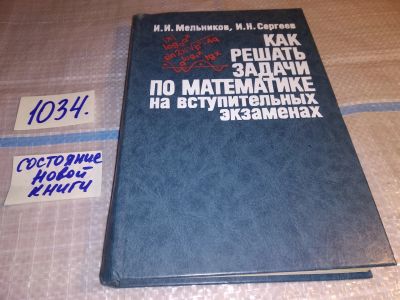 И.И. Мельников, И.Н. Сергеев
КАК
РЕШАТЬ
ЗАДАЧИ
ПО МАТЕМАТИКЕ
НА ВСТУПИТЕЛЬНЫХ
ЭКЗАМЕНАХ
1034.
СОСТОЯНИЕ
НОВОЙ
КНИГИ